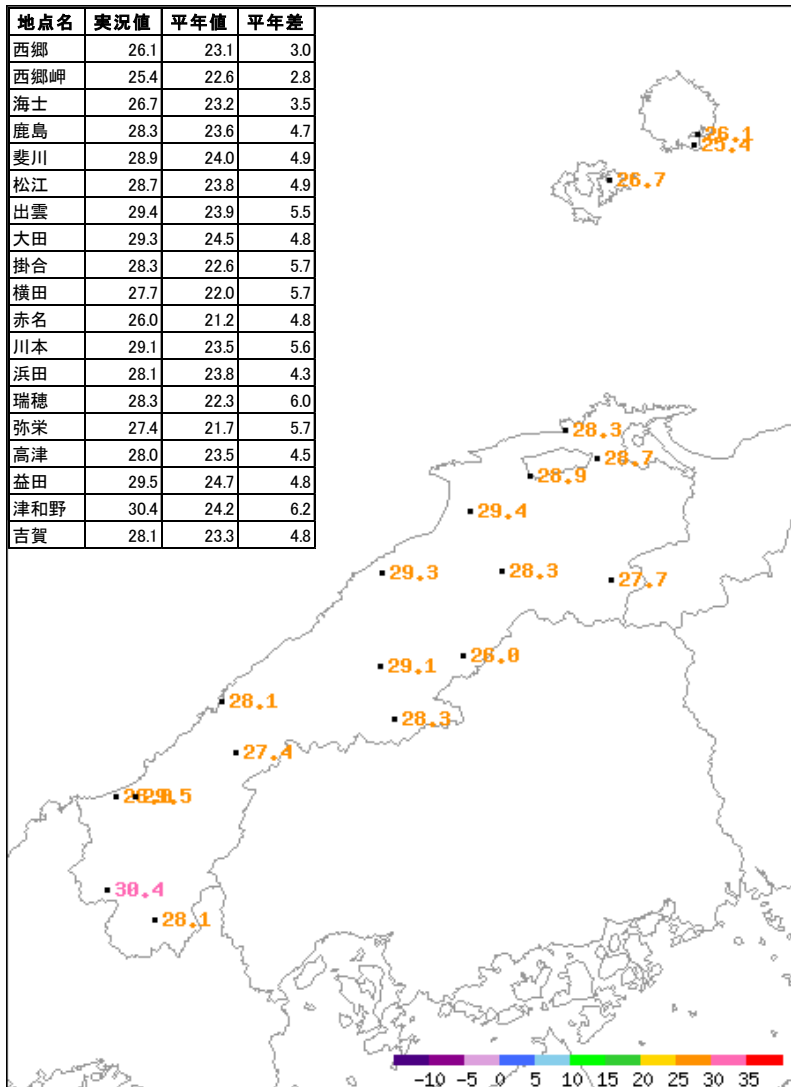 地点名 実況値 平年値 平年差
西郷 26.1 23.1 3.0
西郷岬 25.4 22.6 2.8
海士 26.7 23.2 3.5
鹿島 28.3 23.6 4.7
斐川 28.9 24.0 4.9
松江 28.7 23.8 4.9
出雲 29.4 23.9 5.5
大田 29.3 24.5 4.8
掛合 28.3 22.6 5.7
横田 27.7 22.0 5.7
赤名 26.0 21.2 4.8
川本 29.1 23.5 5.6
浜田 28.1 23.8 4.3
瑞穂 28.3 22.3 6.0
弥栄 27.4 21.7 5.7
高津 28.0 23.5 4.5
益田 29.5 24.7 4.8
津和野 30.4 24.2 6.2
吉賀 28.1 23.3 4.8
26.1
25.4
26.7
28.3
28.7
28.9
29.4
29.3
28.3
27.7
26.0
29.1
28.3
28.1
27.4
29.5
30.4
28.1
-10 -5 0 5 10 15 20 25 30 35